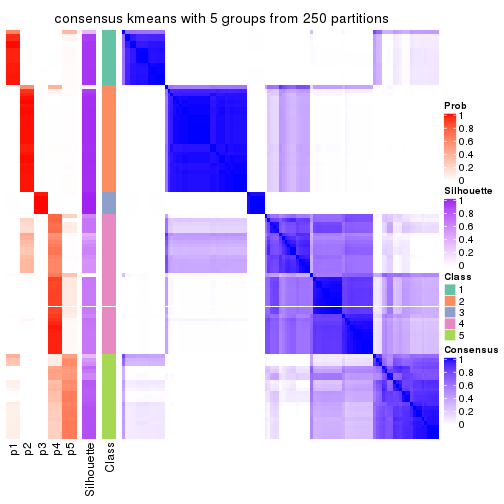 consensus kmeans with 5 groups from 250 partitions
Prob
1
0.8
0.6
0.4
0.2
0
Silhouette
1
0.8
0.6
0.4
0.2
0
Class
1
2
3
4
5
Consensus
1
0.8
0.6
0.4
0.2
0
p1
p2
p3
p4
p5
Silhouette
Class